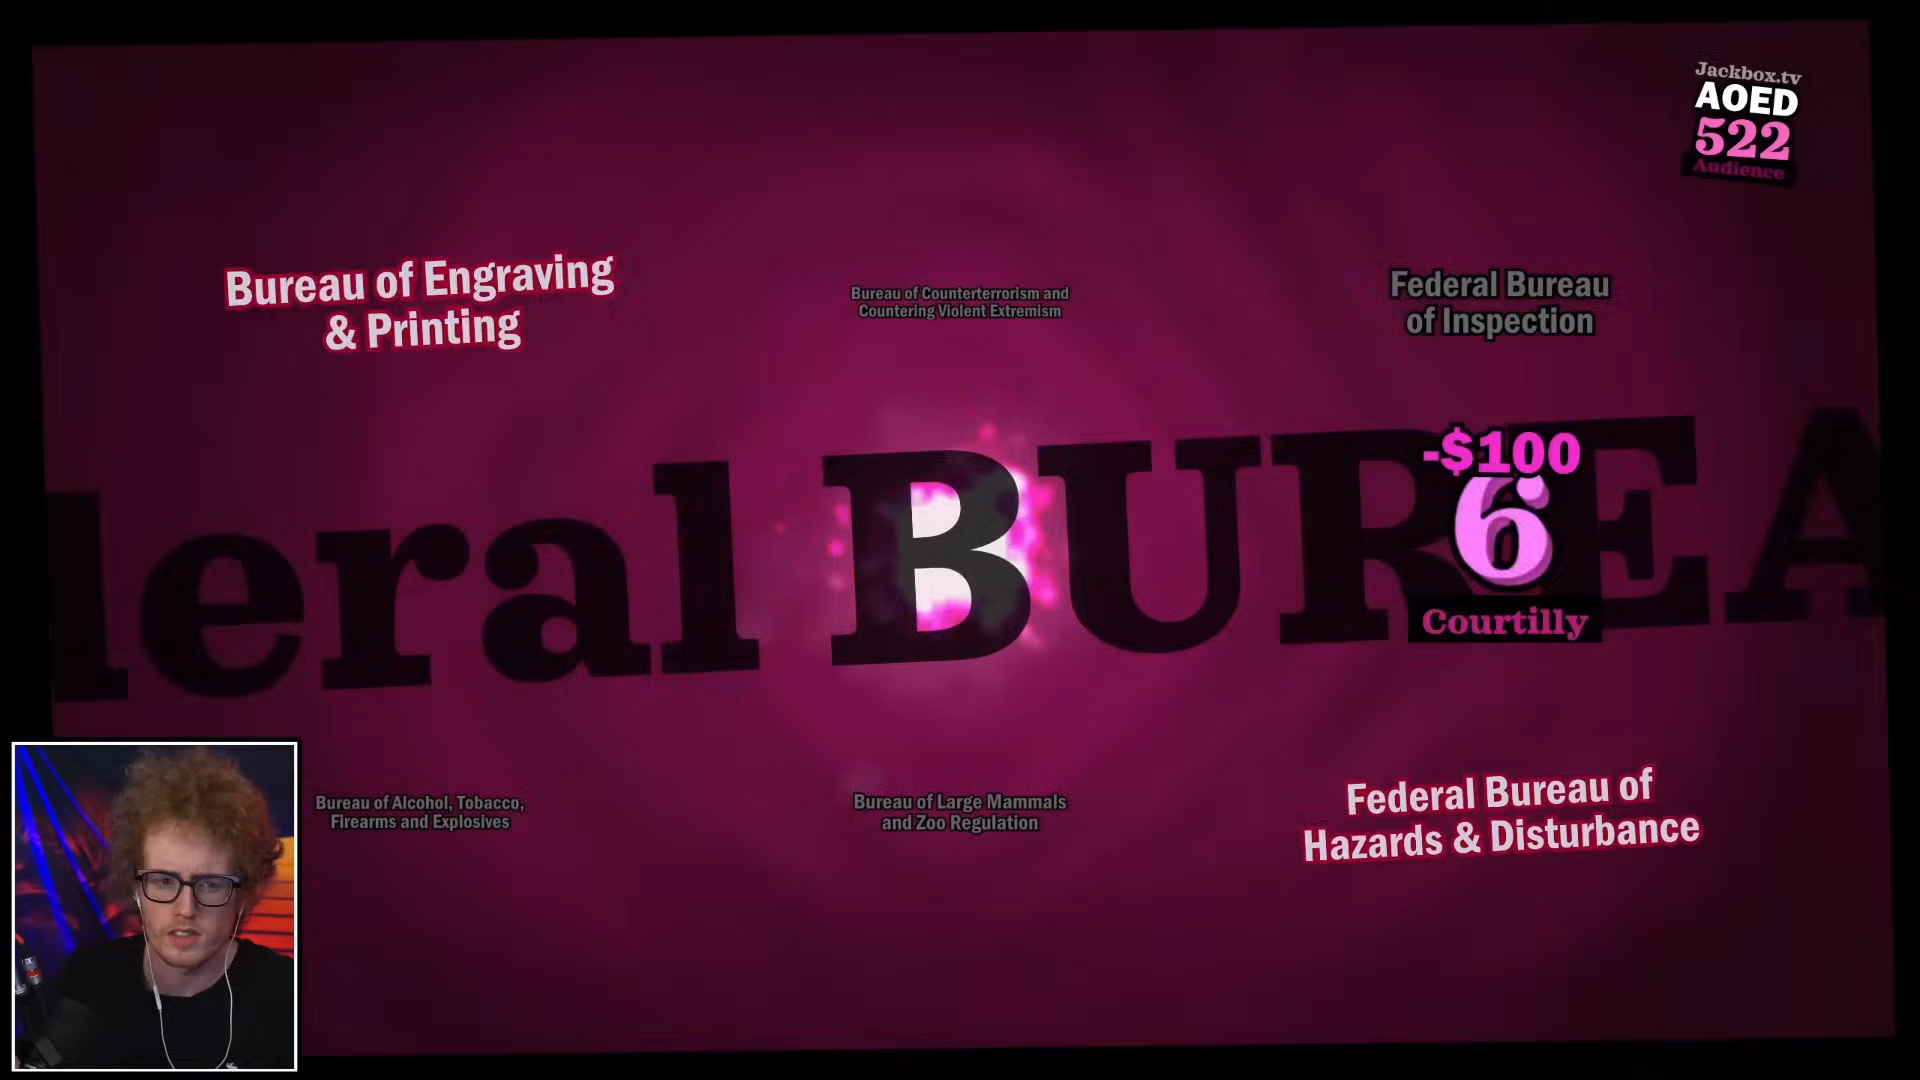 Jackbox.tv
AOED
522
Audience
Bureau of Engraving
& Printing
Bureau of Counterterrorism and
Countering Violent Extremism
Federal Bureau
of Inspection
leral BUREA
-$100
6
Courtilly
Bureau of Alcohol, Tobacco,
Firearms and Explosives
Bureau of Large Mammals
and Zoo Regulation
Federal Bureau of
Hazards & Disturbance